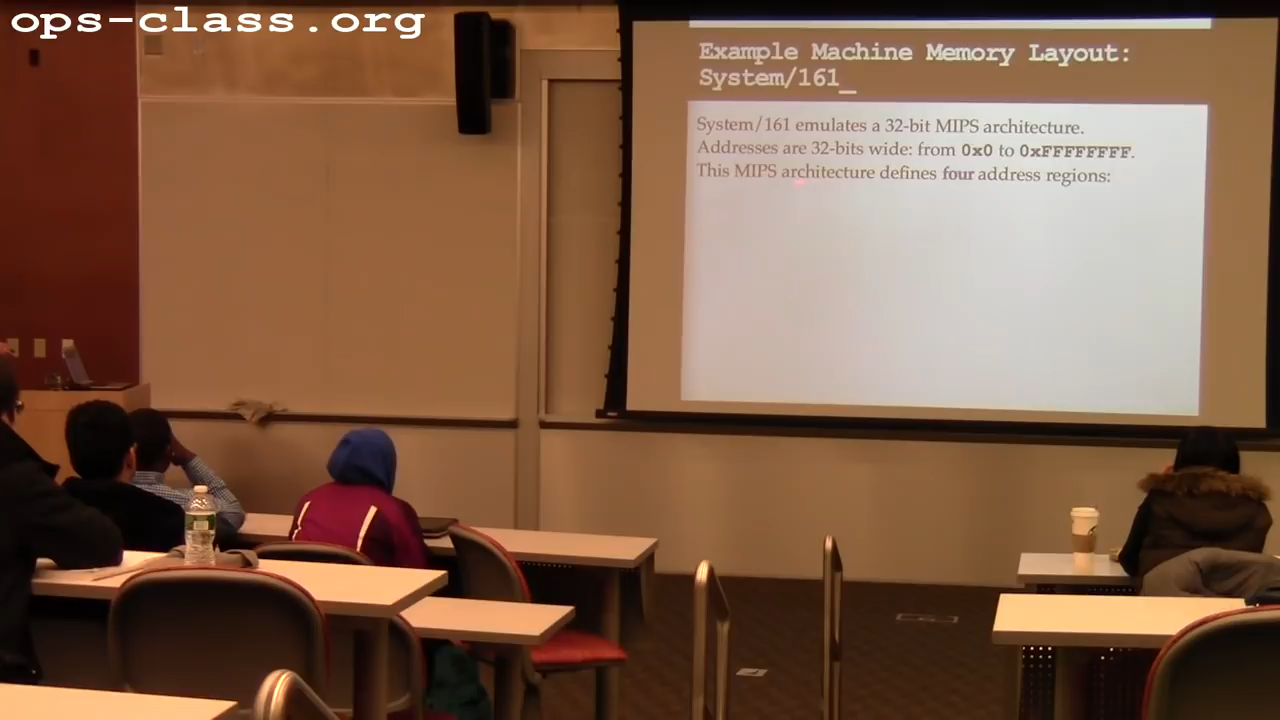 ops-class.org
Example Machine Memory Layout:
System/161_
System/161 emulates a 32-bit MIPS architecture.
Addresses are 32-bits wide: from 0x0 to 0xFFFFFFFF.
This MIPS architecture defines four address regions: